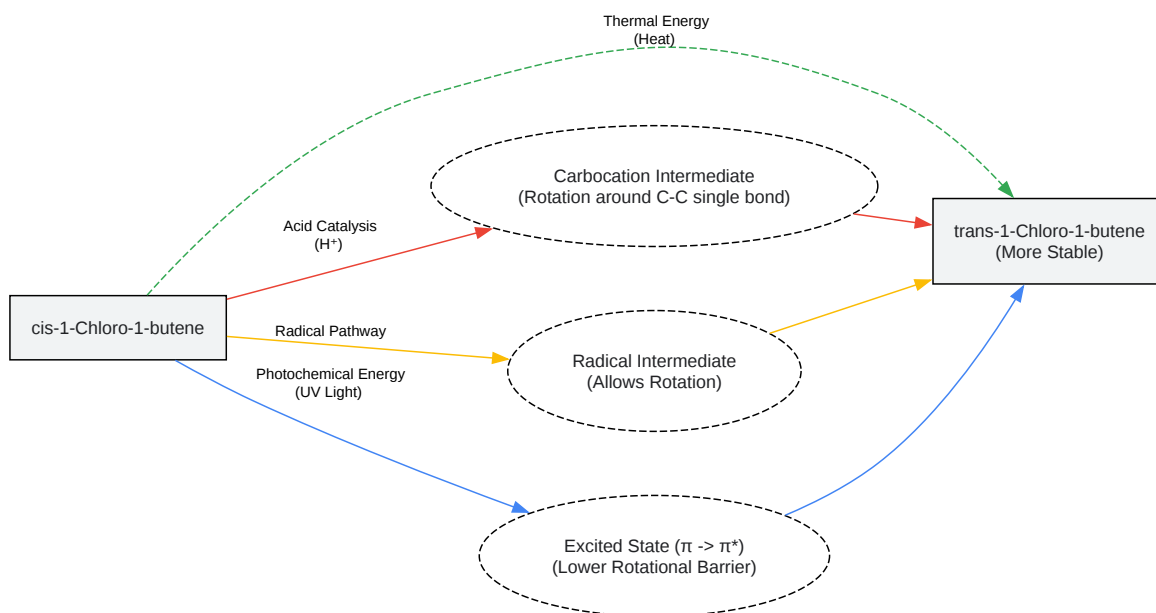 Thermal Energy
(Heat)
Carbocation Intermediate
(Rotation around C-C single bond)
Acid Catalysis
(H⁺)
trans-1-Chloro-1-butene
(More Stable)
cis-1-Chloro-1-butene
Radical Pathway
Radical Intermediate
(Allows Rotation)
Photochemical Energy
(UV Light)
Excited State (π -> π*)
(Lower Rotational Barrier)